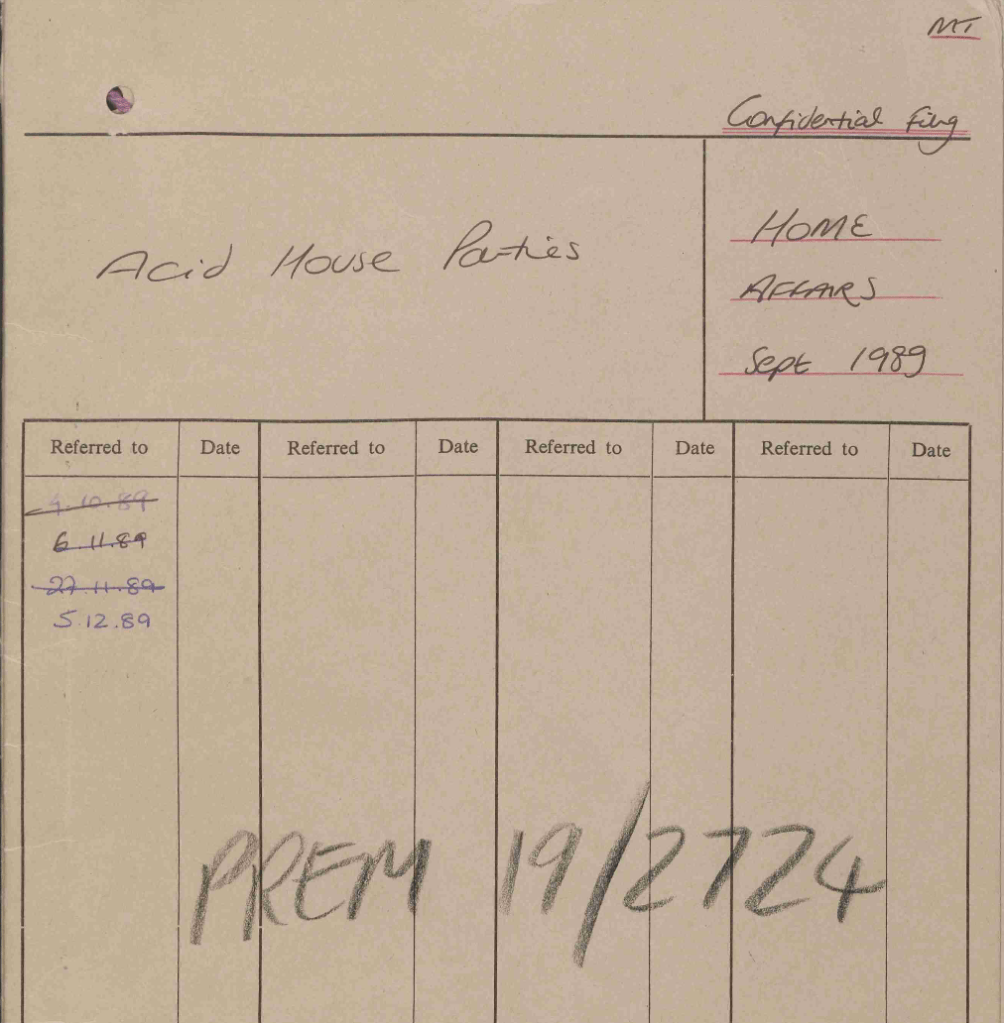 MT
Confidential Filing
Acid House Parties
HOME
AFFAIRS
Sept 1989
Referred to Date Referred to Date Referred to Date Referred to Date
4.10.89
6.11.89
27.11.89
5.12.89
PREM 19/2724